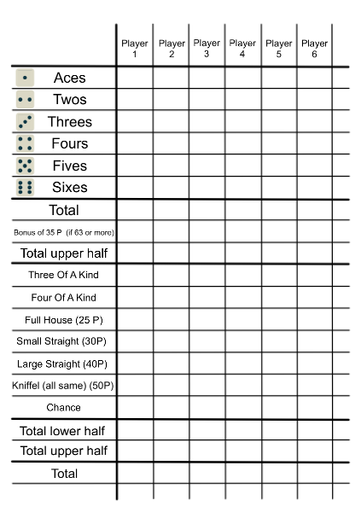 Player 1 Player 2 Player 3 Player 4 Player 5 Player 6
Aces
Twos
Threes
Fours
Fives
Sixes
Total
Bonus of 35 P (if 63 or more)
Total upper half
Three Of A Kind
Four Of A Kind
Full House (25 P)
Small Straight (30P)
Large Straight (40P)
Kniffel (all same) (50P)
Chance
Total lower half
Total upper half
Total